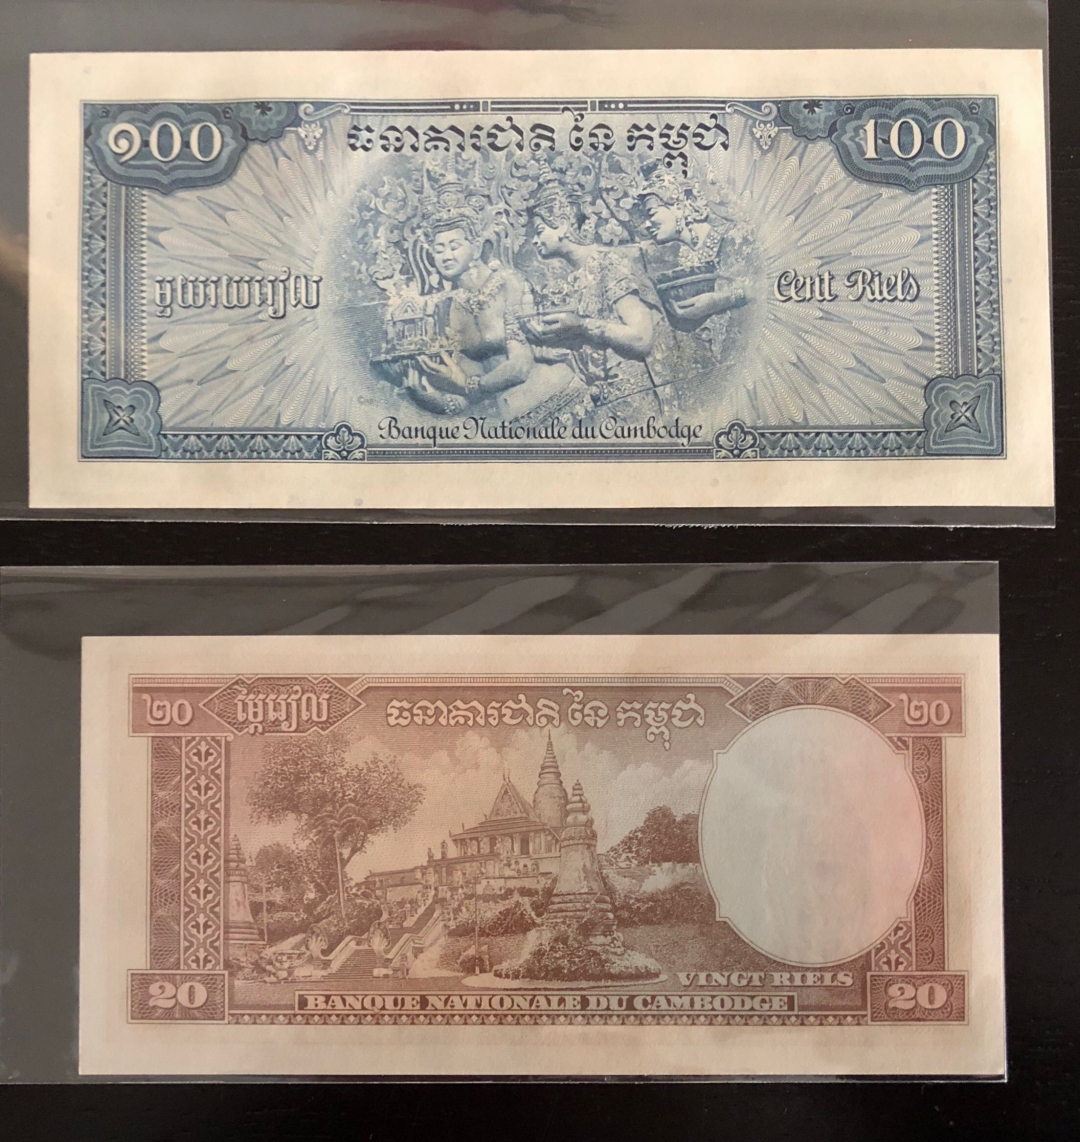 ១០០
ធនាគារជាតិ នៃ កម្ពុជា
100
មួយរយរៀល
Cent Riels
Banque Nationale du Cambodge
២០
ម្ភៃរៀល
ធនាគារជាតិ នៃ កម្ពុជា
២០
VINGT RIELS
20
BANQUE NATIONALE DU CAMBODGE
20